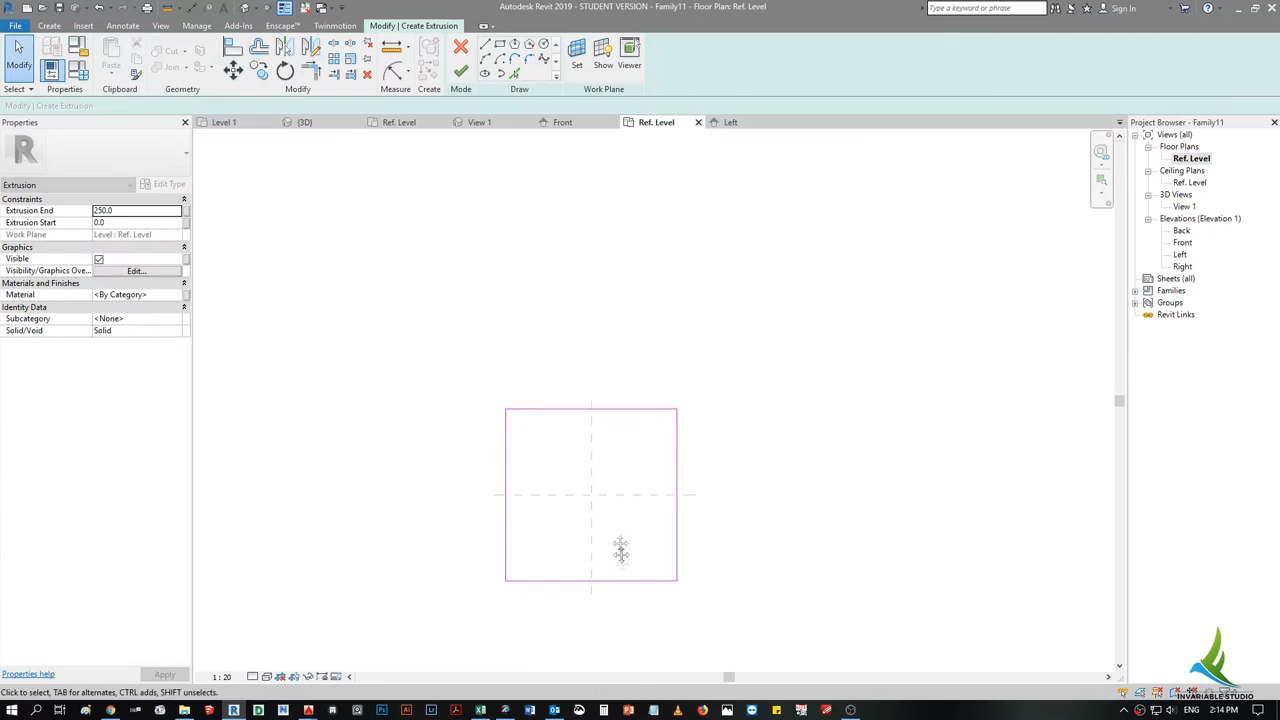 Autodesk Revit 2019 - STUDENT VERSION - Family11 - Floor Plan: Ref. Level
Type a keyword or phrase
Sign In
File Create Insert Annotate View Manage Add-Ins Enscape™ Twinmotion Modify | Create Extrusion
Modify
Paste
Cut
Join
Set Show Viewer
Select Properties Clipboard Geometry Modify Measure Create Mode Draw Work Plane
Modify | Create Extrusion
Properties
Level 1 {3D} Ref. Level View 1 Front Ref. Level Left
Project Browser - Family11
Extrusion Edit Type
Constraints
Extrusion End 250.0
Extrusion Start 0.0
Work Plane Level : Ref. Level
Graphics
Visible
Visibility/Graphics Ove... Edit...
Materials and Finishes
Material <By Category>
Identity Data
Subcategory <None>
Solid/Void Solid
Views (all)
Floor Plans
Ref. Level
Ceiling Plans
Ref. Level
3D Views
View 1
Elevations (Elevation 1)
Back
Front
Left
Right
Sheets (all)
Families
Groups
Revit Links
Properties help Apply
1 : 20
Click to select, TAB for alternates, CTRL adds, SHIFT unselects.
INVARIABLE STUDIO
ENG 2:14 PM